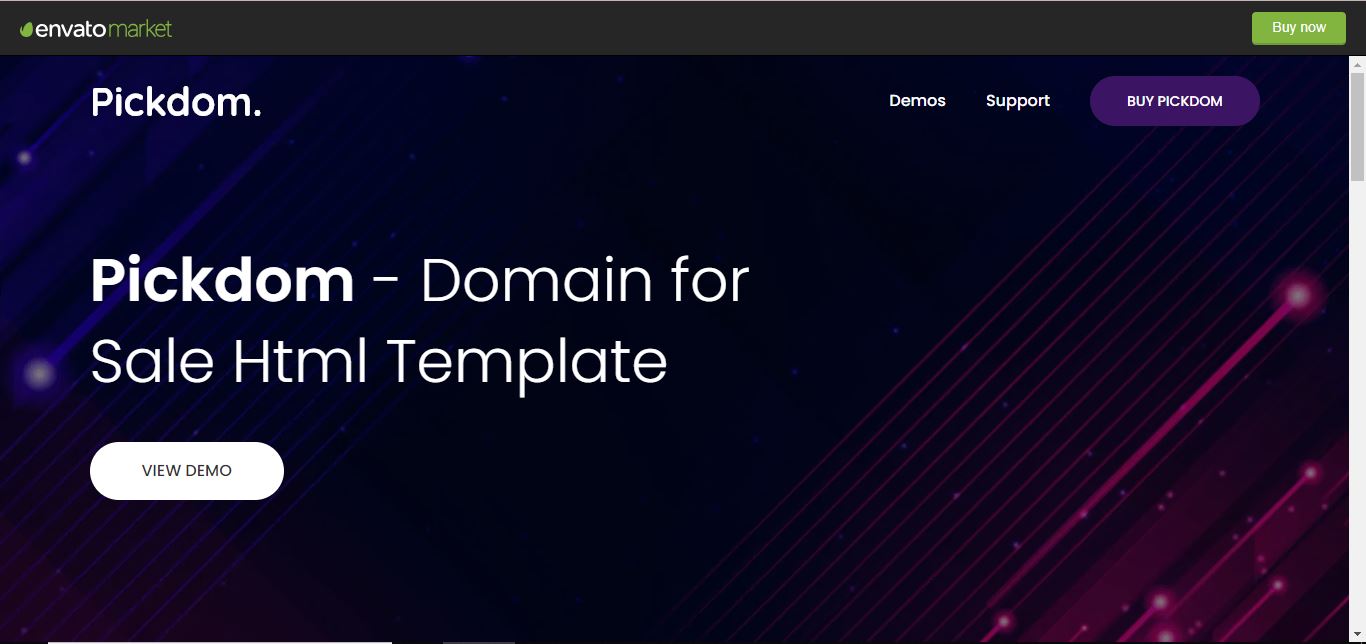 envatomarket
Buy now
Pickdom.
Demos
Support
BUY PICKDOM
Pickdom - Domain for
Sale Html Template
VIEW DEMO